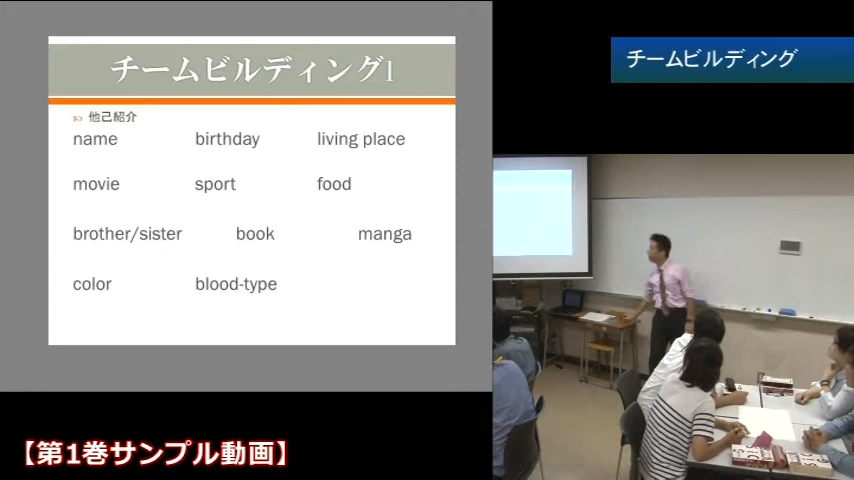 チームビルディング1
他己紹介
name birthday living place
movie sport food
brother/sister book manga
color blood-type
チームビルディング
【第1巻サンプル動画】